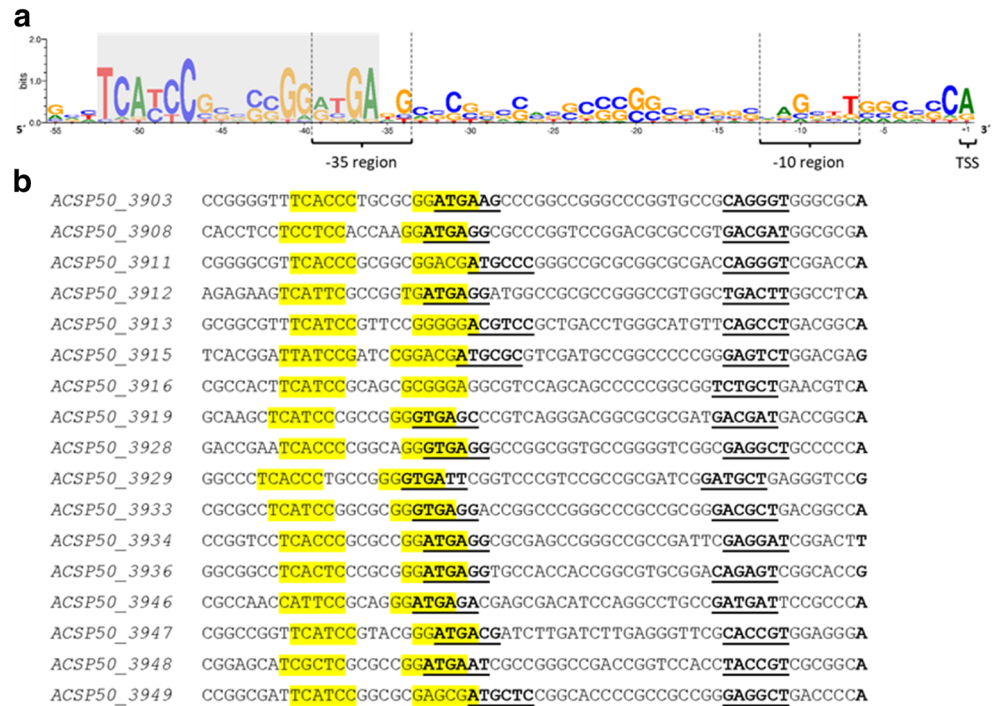 a
2.0
1.0
0.0
bits
5´ -55 -50 -45 -40 -35 -30 -25 -20 -15 -10 -5 +1 3´
-35 region -10 region TSS
b
ACSP50_3903 CCGGGGTTTCACCCTGCGCGGATGAAGCCCGGCCGGGCCCGGTGCCGCAGGGTGGGCGCA
ACSP50_3908 CACCTCCTCCTCCACCAAGGATGAGGCGCCCGGTCCGGACGCGCCGTGACGATGGCGCGA
ACSP50_3911 CGGGGCGTTCACCCGCGGCGGACGATGCCCGGGCCGCGCGGCGCGACCAGGGTCGGACCA
ACSP50_3912 AGAGAAGTCATTCGCCGGTGATGAGGATGGCCGCGCCGGGCCGTGGCTGACTTGGCCTCA
ACSP50_3913 GCGGCGTTTCATCCGTTCCGGGGGACGTCCGCTGACCTGGGCATGTTCAGCCTGACGGCA
ACSP50_3915 TCACGGATTATCCGATCCGGACGATGCGCGTCGATGCCGGCCCCCGGGAGTCTGGACGAG
ACSP50_3916 CGCCACTTCATCCGCAGCGCGGGAGGCGTCCAGCAGCCCCCGGCGGTCTGCTGAACGTCA
ACSP50_3919 GCAAGCTCATCCCGCCGGGGTGAGCCCGTCAGGGACGGCGCGCGATGACGATGACCGGCA
ACSP50_3928 GACCGAATCACCCCGGCAGGGTGAGGGCCGGCGGTGCCGGGGTCGGCGAGGCTGCCCCCA
ACSP50_3929 GGCCCTCACCCTGCCGGGGTGATTCGGTCCCGTCCGCCGCGATCGGATGCTGAGGGTCCG
ACSP50_3933 CGCGCCTCATCCGGCGCGGGTGAGGACCGGCCCGGGCCCGGCGGGACGCTGACGGCCA
ACSP50_3934 CCGGTCCTCACCCGCGCCGGATGAGGCGCGAGCCGGGCCGCCGATTCGAGGATCGGACTT
ACSP50_3936 GGCGGCCTCACTCCCGCGGGATGAGGTGCCACCACCGGCGTGCGGACAGAGTCGGCACCG
ACSP50_3946 CGCCAACCATTCCGCAGGGATGAGACGAGCGACATCCAGGCCTGCCGATGATTCCGCCCA
ACSP50_3947 CGGCCGGTTCATCCGTACGGGATGACGATCTTGATCTTGAGGGTTCGCACCGTGGAGGGA
ACSP50_3948 CGGAGCATCGCTCGCGCCGGATGAATCGCCGGGCCGACCGGTCCACCTACCGTCGCGGCA
ACSP50_3949 CCGGCGATTCATCCGGCGCGAGCGATGCTCCGGCACCCCGCCGCCGGGAGGCTGACCCCA